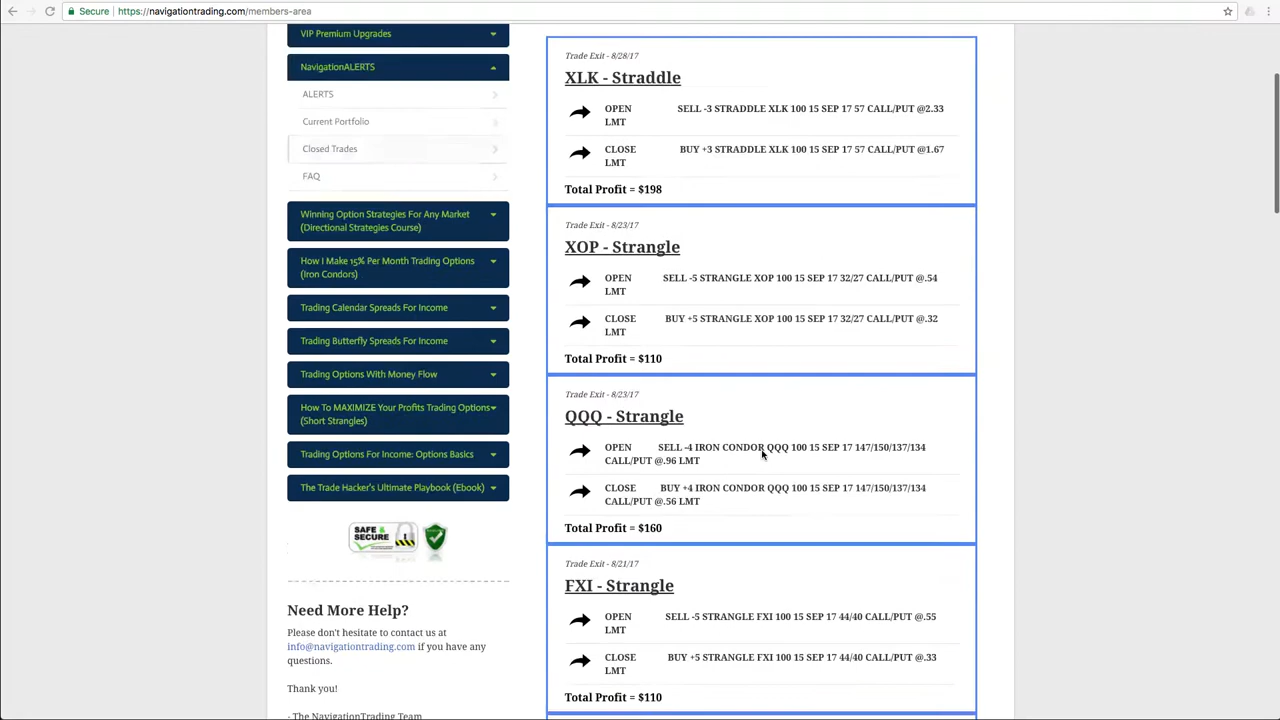 Secure
https://navigationtrading.com/members-area
VIP Premium Upgrades
NavigationALERTS
ALERTS
Current Portfolio
Closed Trades
FAQ
Winning Option Strategies For Any Market
(Directional Strategies Course)
How I Make 15% Per Month Trading Options
(Iron Condors)
Trading Calendar Spreads For Income
Trading Butterfly Spreads For Income
Trading Options With Money Flow
How To MAXIMIZE Your Profits Trading Options
(Short Strangles)
Trading Options For Income: Options Basics
The Trade Hacker's Ultimate Playbook (Ebook)
SAFE &
SECURE
Need More Help?
Please don't hesitate to contact us at
info@navigationtrading.com if you have any
questions.
Thank you!
- The NavigationTrading Team
Trade Exit - 8/28/17
XLK - Straddle
OPEN SELL -3 STRADDLE XLK 100 15 SEP 17 57 CALL/PUT @2.33
LMT
CLOSE BUY +3 STRADDLE XLK 100 15 SEP 17 57 CALL/PUT @1.67
LMT
Total Profit = $198
Trade Exit - 8/23/17
XOP - Strangle
OPEN SELL -5 STRANGLE XOP 100 15 SEP 17 32/27 CALL/PUT @.54
LMT
CLOSE BUY +5 STRANGLE XOP 100 15 SEP 17 32/27 CALL/PUT @.32
LMT
Total Profit = $110
Trade Exit - 8/23/17
QQQ - Strangle
OPEN SELL -4 IRON CONDOR QQQ 100 15 SEP 17 147/150/137/134
CALL/PUT @.96 LMT
CLOSE BUY +4 IRON CONDOR QQQ 100 15 SEP 17 147/150/137/134
CALL/PUT @.56 LMT
Total Profit = $160
Trade Exit - 8/21/17
FXI - Strangle
OPEN SELL -5 STRANGLE FXI 100 15 SEP 17 44/40 CALL/PUT @.55
LMT
CLOSE BUY +5 STRANGLE FXI 100 15 SEP 17 44/40 CALL/PUT @.33
LMT
Total Profit = $110